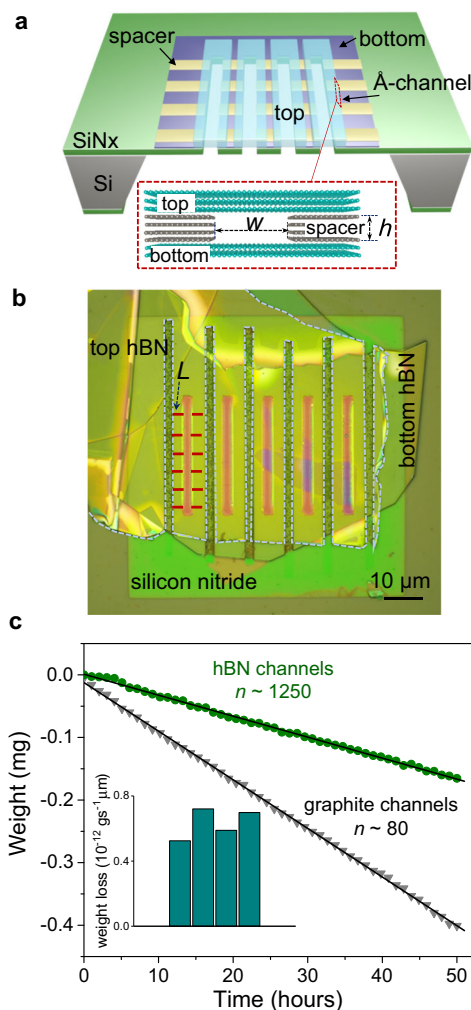 a
spacer
bottom
Å-channel
top
SiNx
Si
top
w
spacer
h
bottom
b
top hBN
L
bottom hBN
silicon nitride
10 µm
c
hBN channels
n ~ 1250
graphite channels
n ~ 80
Weight (mg)
0.0
-0.1
-0.2
-0.3
-0.4
weight loss (10⁻¹² gs⁻¹µm)
0.8
0.4
0.0
0
10
20
30
40
50
Time (hours)